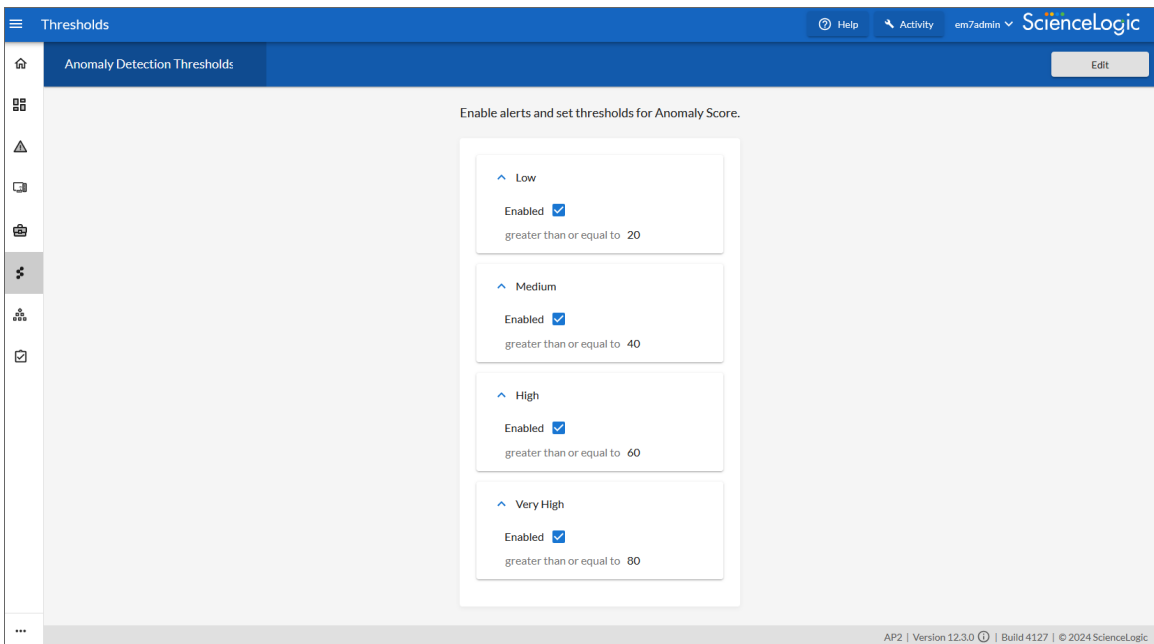 Thresholds
Help
Activity
em7admin
ScienceLogic
Anomaly Detection Thresholds
Edit
Enable alerts and set thresholds for Anomaly Score.
Low
Enabled
greater than or equal to 20
Medium
Enabled
greater than or equal to 40
High
Enabled
greater than or equal to 60
Very High
Enabled
greater than or equal to 80
AP2 | Version 12.3.0 | Build 4127 | © 2024 ScienceLogic